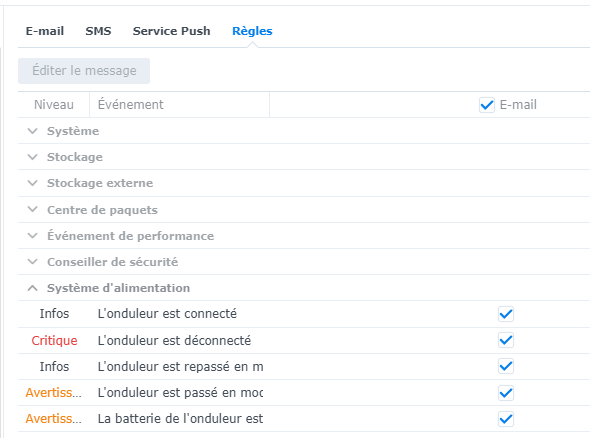 E-mail SMS Service Push Règles
Éditer le message
Niveau Événement E-mail
Système
Stockage
Stockage externe
Centre de paquets
Événement de performance
Conseiller de sécurité
Système d'alimentation
Infos L'onduleur est connecté
Critique L'onduleur est déconnecté
Infos L'onduleur est repassé en m
Avertiss... L'onduleur est passé en moc
Avertiss... La batterie de l'onduleur est